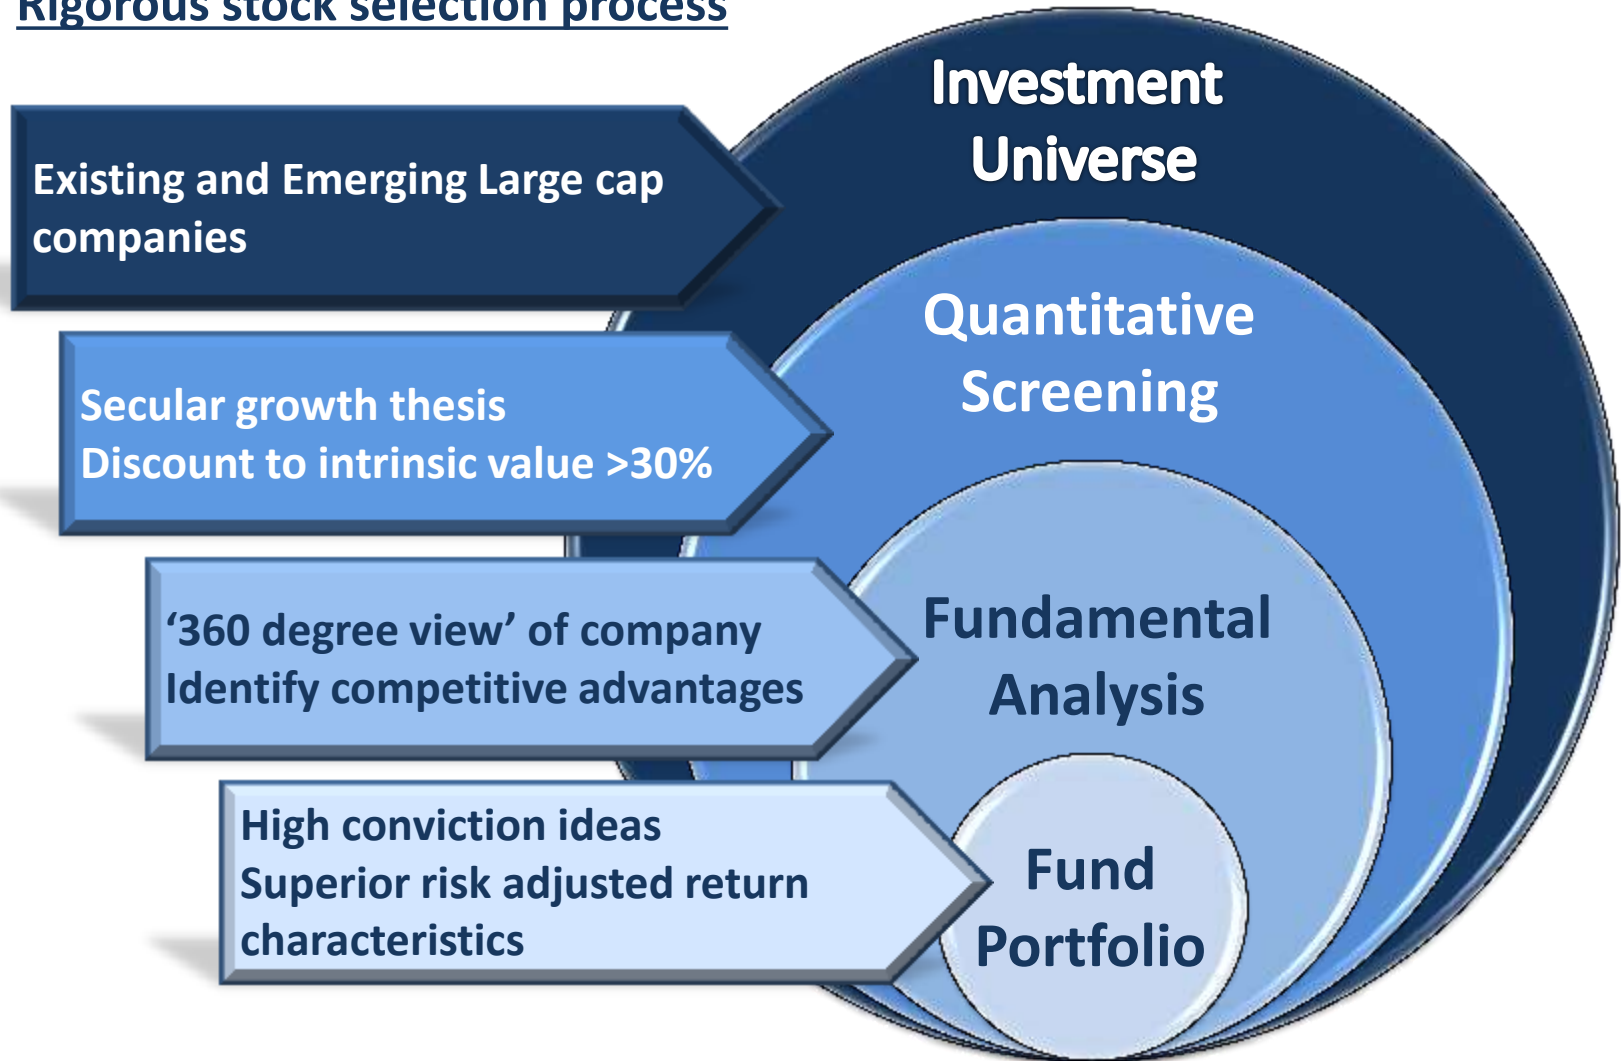 Rigorous stock selection process
Investment
Universe
Existing and Emerging Large cap
companies
Quantitative
Screening
Secular growth thesis
Discount to intrinsic value >30%
Fundamental
Analysis
‘360 degree view’ of company
Identify competitive advantages
Fund
Portfolio
High conviction ideas
Superior risk adjusted return
characteristics